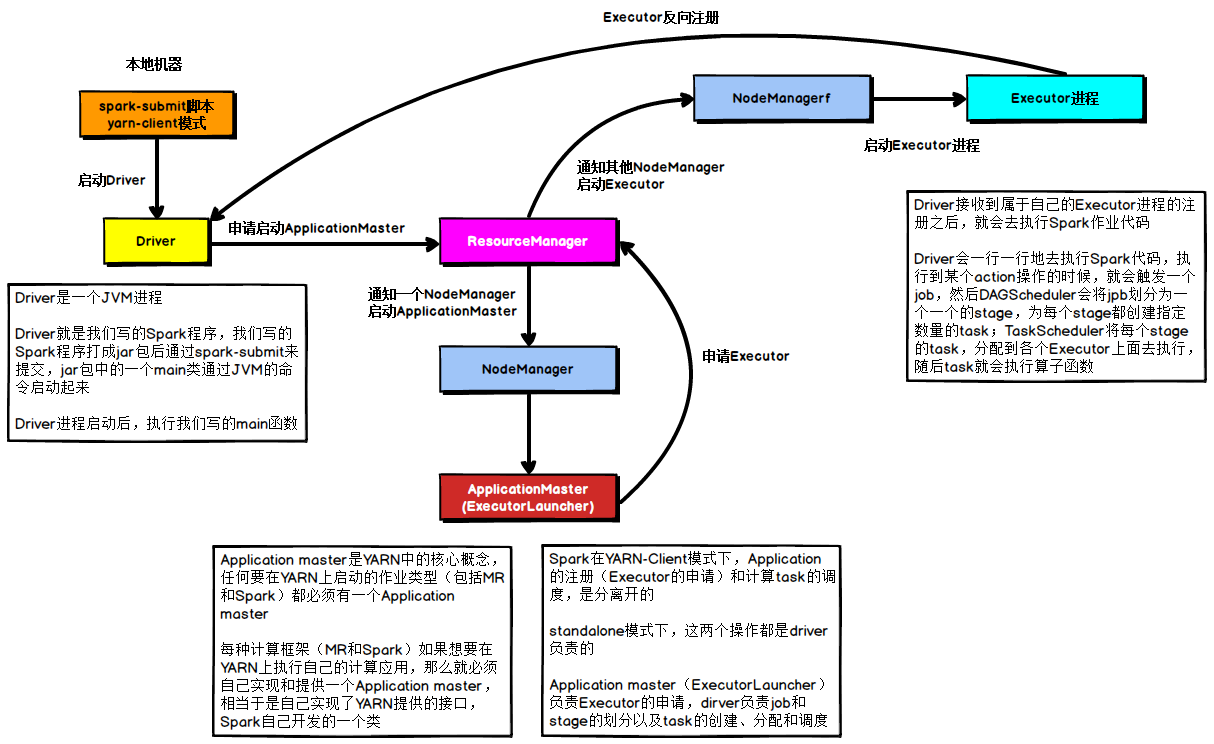 Executor反向注册
本地机器
spark-submit脚本
yarn-client模式
NodeManagerf
Executor进程
启动Executor进程
通知其他NodeManager
启动Executor
启动Driver
Driver
申请启动ApplicationMaster
ResourceManager
通知一个NodeManager
启动ApplicationMaster
申请Executor
NodeManager
ApplicationMaster
(ExecutorLauncher)
Driver是一个JVM进程
Driver就是我们写的Spark程序，我们写的
Spark程序打成jar包后通过spark-submit来
提交，jar包中的一个main类通过JVM的命
令启动起来
Driver进程启动后，执行我们写的main函数
Driver接收到属于自己的Executor进程的注
册之后，就会去执行Spark作业代码
Driver会一行一行地去执行Spark代码，执
行到某个action操作的时候，就会触发一个
job，然后DAGScheduler会将jpb划分为一
个一个的stage，为每个stage都创建指定
数量的task；TaskScheduler将每个stage
的task，分配到各个Executor上面去执行，
随后task就会执行算子函数
Application master是YARN中的核心概念，
任何要在YARN上启动的作业类型（包括MR
和Spark）都必须有一个Application
master
每种计算框架（MR和Spark）如果想要在
YARN上执行自己的计算应用，那么就必须
自己实现和提供一个Application master，
相当于是自己实现了YARN提供的接口，
Spark自己开发的一个类
Spark在YARN-Client模式下，Application
的注册（Executor的申请）和计算task的调
度，是分离开的
standalone模式下，这两个操作都是driver
负责的
Application master（ExecutorLauncher）
负责Executor的申请，dirver负责job和
stage的划分以及task的创建、分配和调度